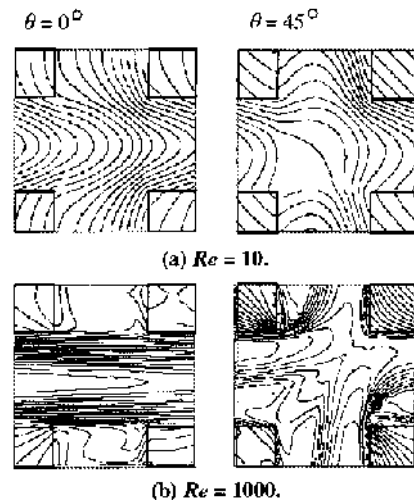 θ = 0°
θ = 45°
(a) Re = 10.
(b) Re = 1000.